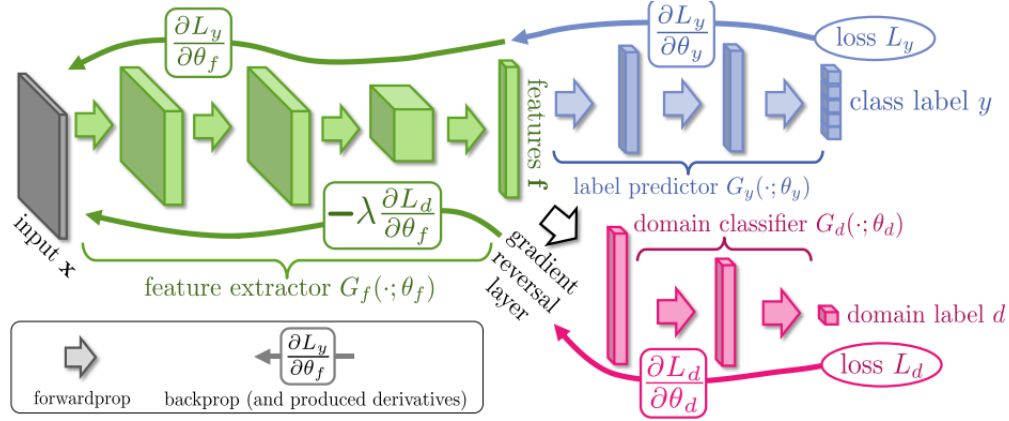 ∂L_y/∂θ_f
∂L_y/∂θ_y
loss L_y
input x
features f
class label y
label predictor G_y(·;θ_y)
−λ ∂L_d/∂θ_f
feature extractor G_f(·;θ_f)
gradient
reversal
layer
domain classifier G_d(·;θ_d)
domain label d
∂L_d/∂θ_d
loss L_d
forwardprop
∂L_y/∂θ_f
backprop (and produced derivatives)